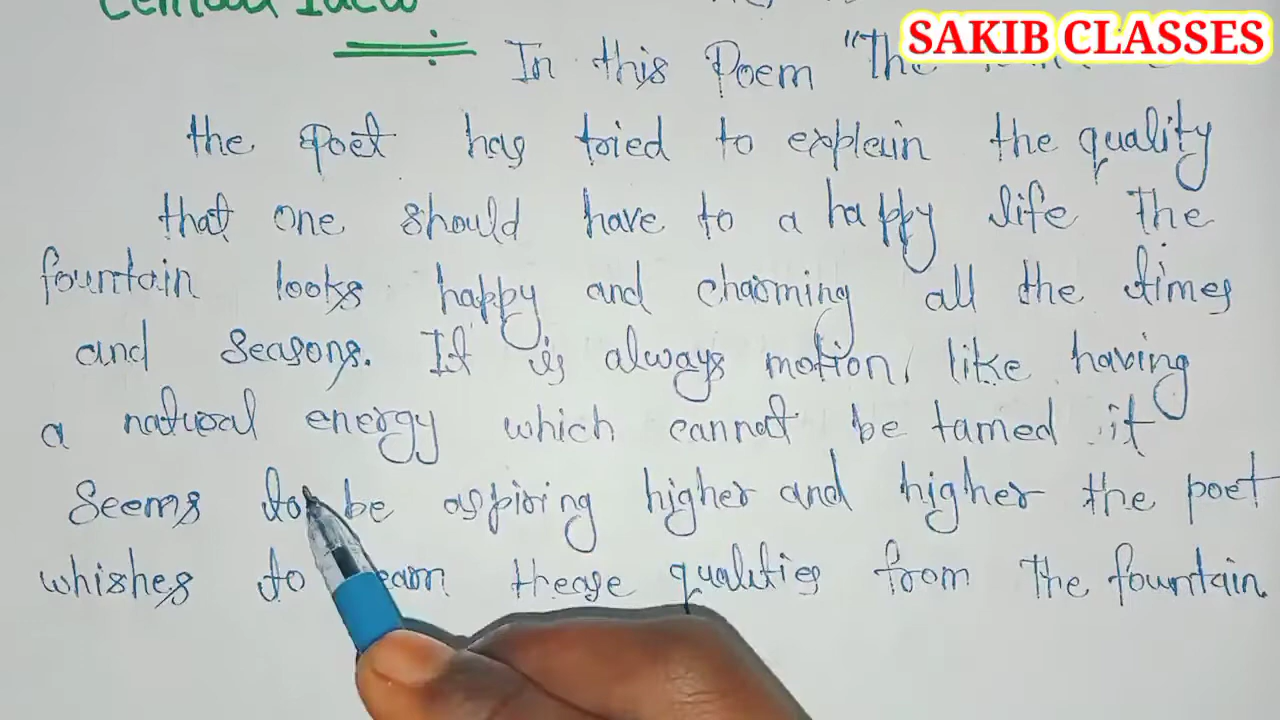 Central Idea
SAKIB CLASSES
In this Poem "The
the Poet has tried to explain the quality
that one should have to a happy life The
fountain looks happy and charming all the times
and seasons. It is always motion, like having
a natural energy which cannot be tamed it
Seems to be aspiring higher and higher the poet
whishes to these qualities from The fountain